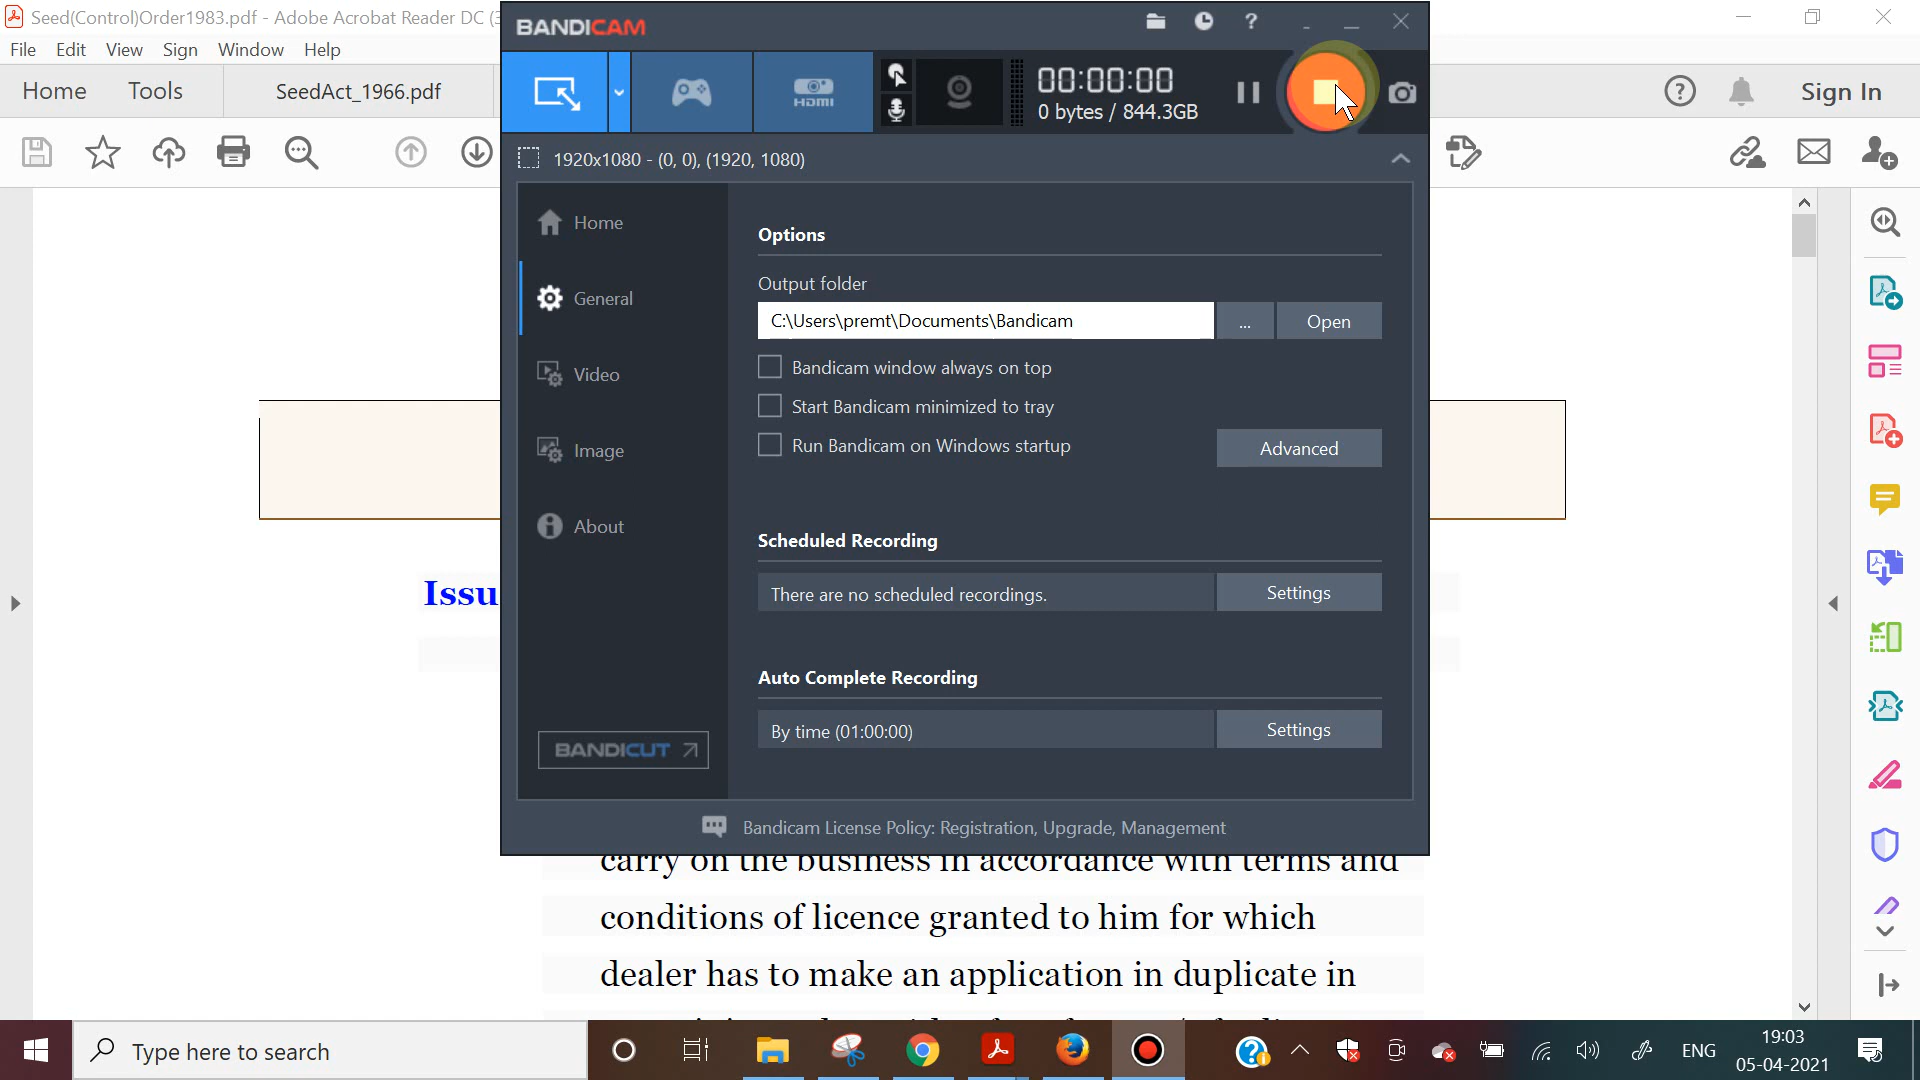 Seed(Control)Order1983.pdf - Adobe Acrobat Reader DC (3
BANDICAM
File Edit View Sign Window Help
Home Tools SeedAct_1966.pdf
Sign In
HDMI
00:00:00
0 bytes / 844.3GB
1920x1080 - (0, 0), (1920, 1080)
Home
General
Video
Image
About
BANDICUT
Options
Output folder
C:\Users\premt\Documents\Bandicam
... Open
Bandicam window always on top
Start Bandicam minimized to tray
Run Bandicam on Windows startup
Advanced
Scheduled Recording
There are no scheduled recordings. Settings
Auto Complete Recording
By time (01:00:00) Settings
Bandicam License Policy: Registration, Upgrade, Management
Issu
carry on the business in accordance with terms and
conditions of licence granted to him for which
dealer has to make an application in duplicate in
Type here to search
ENG
19:03
05-04-2021